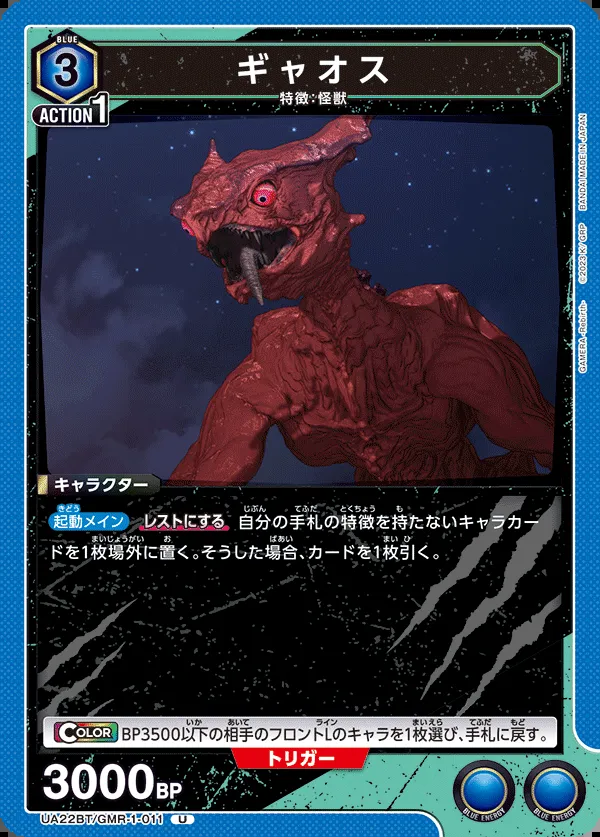 BLUE
3
ACTION 1
ギャオス
特徴:怪獣
GAMERA -Rebirth- ©2023 K/ GRP BANDAI MADE IN JAPAN
キャラクター
起動メイン レストにする 自分の手札の特徴を持たないキャラカー
ドを1枚場外に置く。そうした場合、カードを1枚引く。
COLOR BP3500以下の相手のフロントLのキャラを1枚選び、手札に戻す。
トリガー
3000BP
BLUE ENERGY BLUE ENERGY
UA22BT/GMR-1-011 U